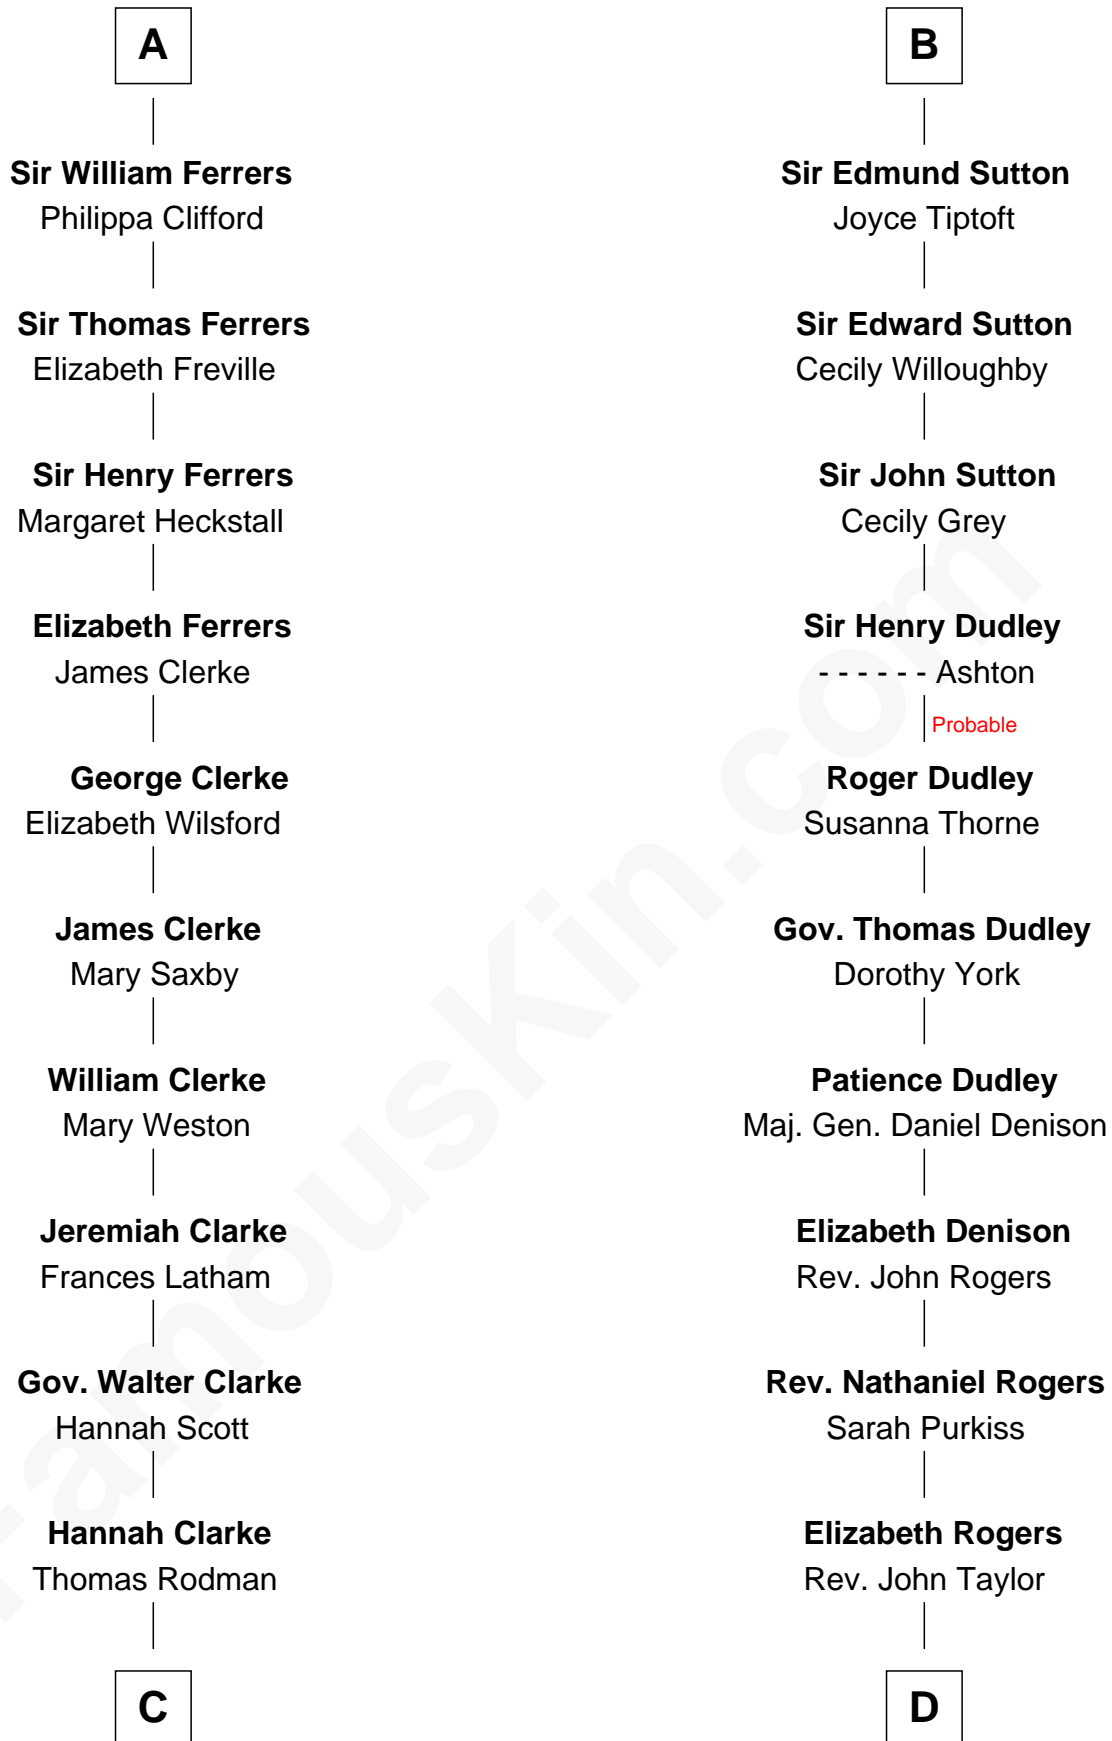 A
Sir William Ferrers
Philippa Clifford
Sir Thomas Ferrers
Elizabeth Freville
Sir Henry Ferrers
Margaret Heckstall
Elizabeth Ferrers
James Clerke
George Clerke
Elizabeth Wilsford
James Clerke
Mary Saxby
William Clerke
Mary Weston
Jeremiah Clarke
Frances Latham
Gov. Walter Clarke
Hannah Scott
Hannah Clarke
Thomas Rodman
C
B
Sir Edmund Sutton
Joyce Tiptoft
Sir Edward Sutton
Cecily Willoughby
Sir John Sutton
Cecily Grey
Sir Henry Dudley
- - - - - - Ashton
Probable
Roger Dudley
Susanna Thorne
Gov. Thomas Dudley
Dorothy York
Patience Dudley
Maj. Gen. Daniel Denison
Elizabeth Denison
Rev. John Rogers
Rev. Nathaniel Rogers
Sarah Purkiss
Elizabeth Rogers
Rev. John Taylor
D
FamousKin.com